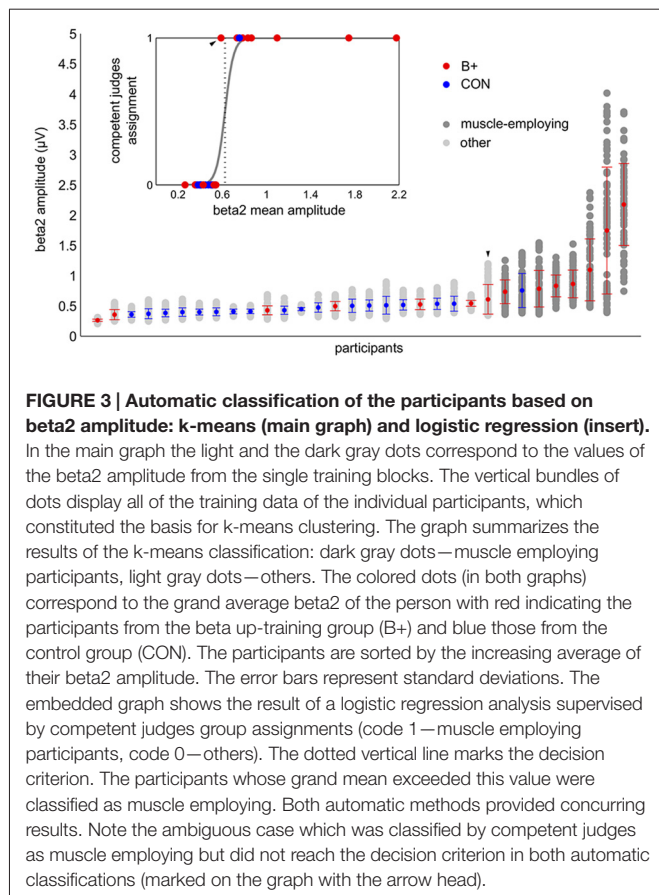 5
4.5
4
3.5
3
2.5
2
1.5
1
0.5
0
beta2 amplitude (μV)
participants
1
0
competent judges
assignment
0.2 0.6 1 1.4 1.8 2.2
beta2 mean amplitude
B+
CON
muscle-employing
other
FIGURE 3 | Automatic classification of the participants based on
beta2 amplitude: k-means (main graph) and logistic regression (insert).
In the main graph the light and the dark gray dots correspond to the values of
the beta2 amplitude from the single training blocks. The vertical bundles of
dots display all of the training data of the individual participants, which
constituted the basis for k-means clustering. The graph summarizes the
results of the k-means classification: dark gray dots—muscle employing
participants, light gray dots—others. The colored dots (in both graphs)
correspond to the grand average beta2 of the person with red indicating the
participants from the beta up-training group (B+) and blue those from the
control group (CON). The participants are sorted by the increasing average of
their beta2 amplitude. The error bars represent standard deviations. The
embedded graph shows the result of a logistic regression analysis supervised
by competent judges group assignments (code 1—muscle employing
participants, code 0—others). The dotted vertical line marks the decision
criterion. The participants whose grand mean exceeded this value were
classified as muscle employing. Both automatic methods provided concurring
results. Note the ambiguous case which was classified by competent judges
as muscle employing but did not reach the decision criterion in both automatic
classifications (marked on the graph with the arrow head).